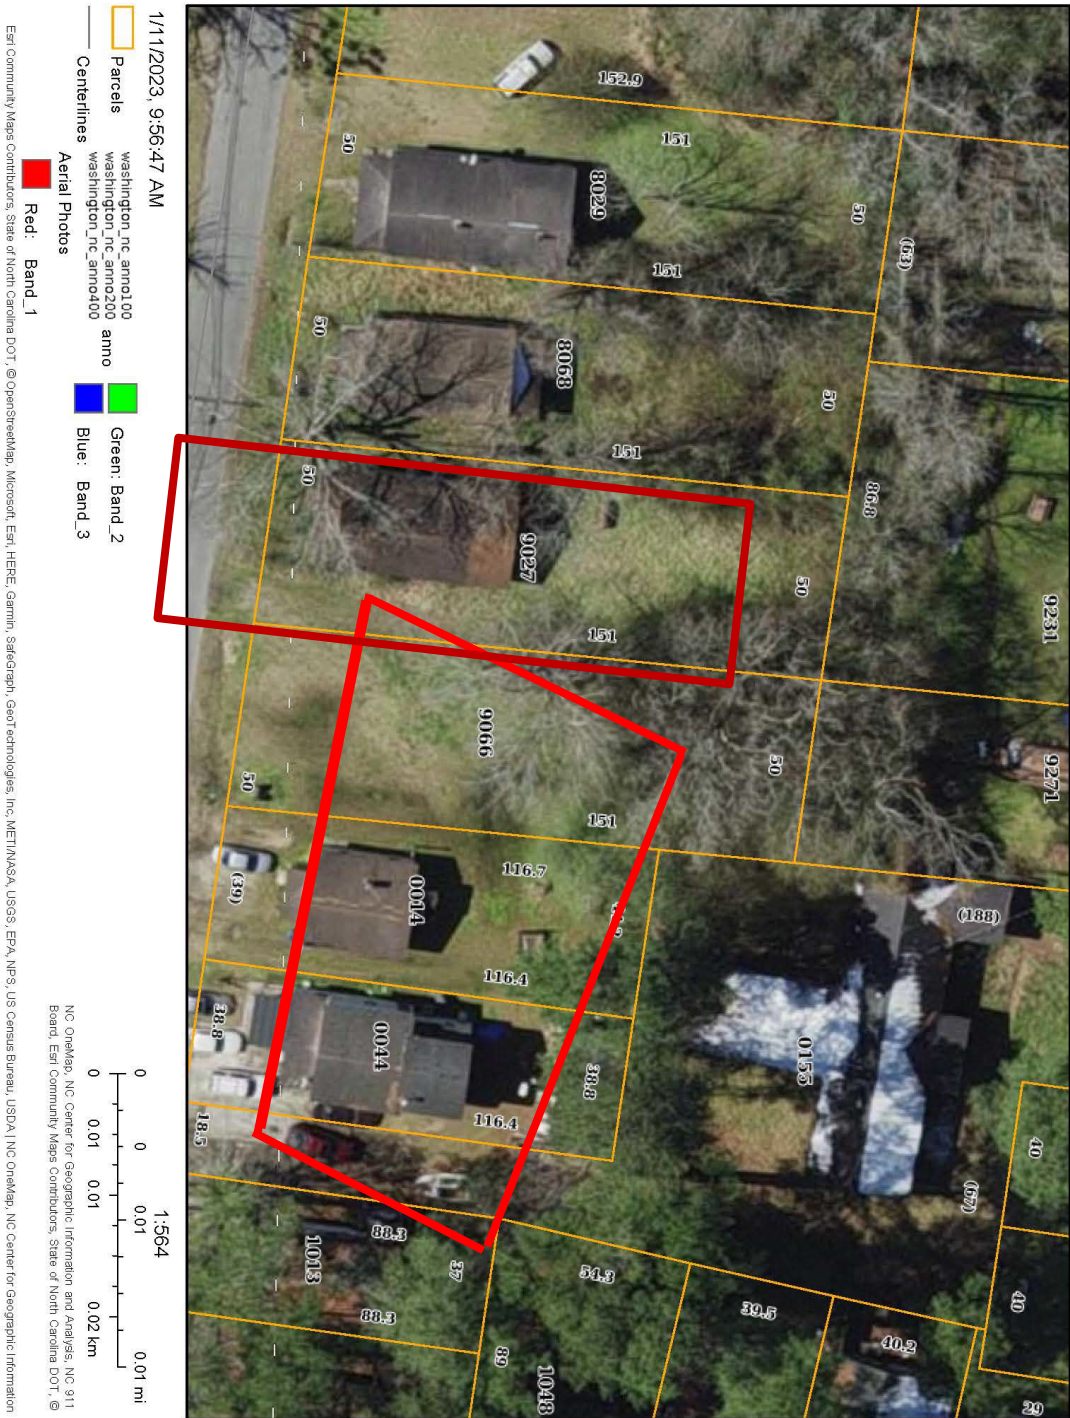 152.9
151
50
8029
50
(63)
151
50
8068
50
151
86.8
50
9027
50
9231
151
9066
50
9271
50
151
116.7
(39)
0014
(188)
116.4
38.8
0044
38.8
0155
116.4
18.5
40
(67)
88.3
1013
37
54.3
40
88.3
39.5
40.2
89
1048
29
1/11/2023, 9:56:47 AM
Parcels
Centerlines
washington_nc_anno100
washington_nc_anno200
washington_nc_anno400
anno
Aerial Photos
Red: Band_1
Green: Band_2
Blue: Band_3
1:564
0 0 0.01 0.01 mi
0 0.01 0.01 0.02 km
NC OneMap, NC Center for Geographic Information and Analysis, NC 911
Board, Esri Community Maps Contributors, State of North Carolina DOT, ©
Esri Community Maps Contributors, State of North Carolina DOT, © OpenStreetMap, Microsoft, Esri, HERE, Garmin, SafeGraph, GeoTechnologies, Inc, METI/NASA, USGS, EPA, NPS, US Census Bureau, USDA | NC OneMap, NC Center for Geographic Information